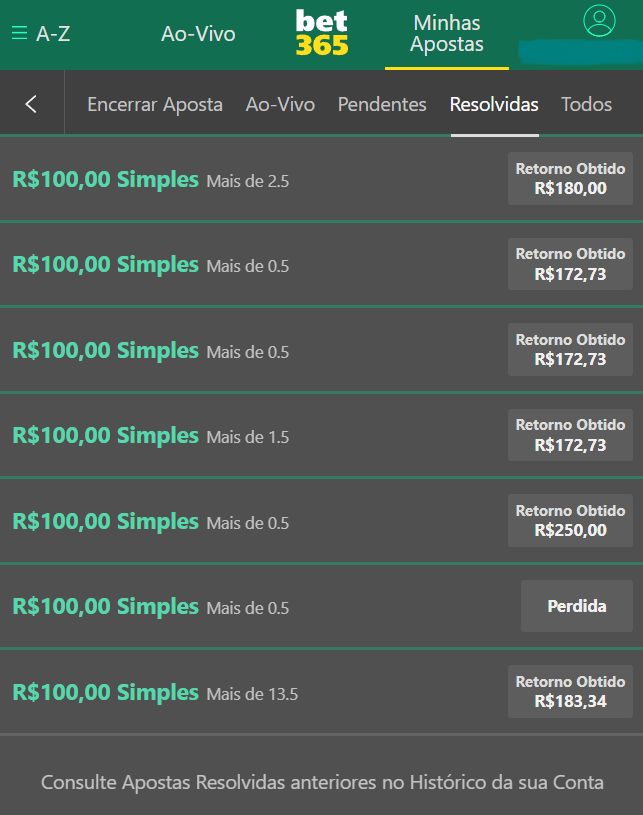 A-Z
Ao-Vivo
bet
365
Minhas
Apostas
Encerrar Aposta Ao-Vivo Pendentes Resolvidas Todos
R$100,00 Simples Mais de 2.5
Retorno Obtido
R$180,00
R$100,00 Simples Mais de 0.5
Retorno Obtido
R$172,73
R$100,00 Simples Mais de 0.5
Retorno Obtido
R$172,73
R$100,00 Simples Mais de 1.5
Retorno Obtido
R$172,73
R$100,00 Simples Mais de 0.5
Retorno Obtido
R$250,00
R$100,00 Simples Mais de 0.5
Perdida
R$100,00 Simples Mais de 13.5
Retorno Obtido
R$183,34
Consulte Apostas Resolvidas anteriores no Histórico da sua Conta